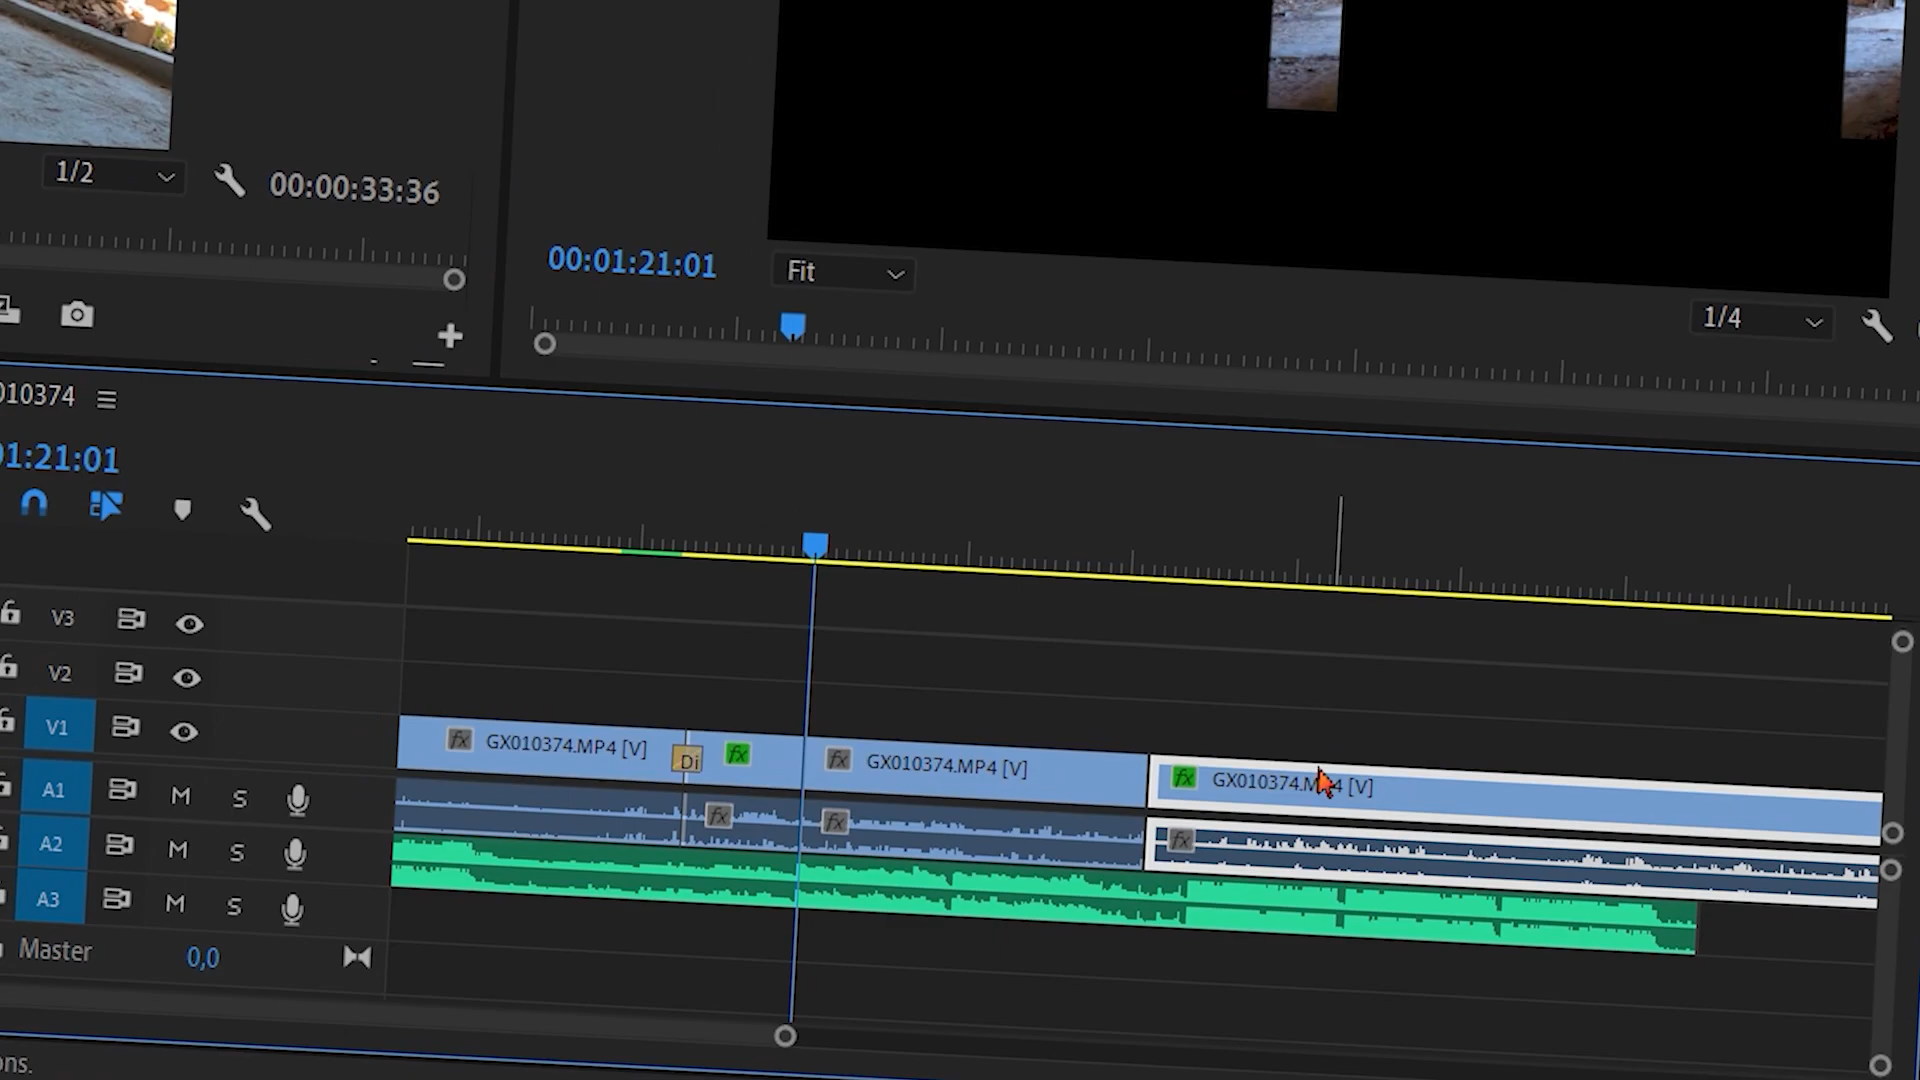 1/2
00:00:33:36
00:01:21:01
Fit
1/4
010374
01:21:01
V3
V2
V1
GX010374.MP4 [V]
Di
fx
GX010374.MP4 [V]
fx
GX010374.MP4 [V]
A1
M
S
fx
fx
fx
A2
M
S
A3
M
S
Master
0,0
ons.